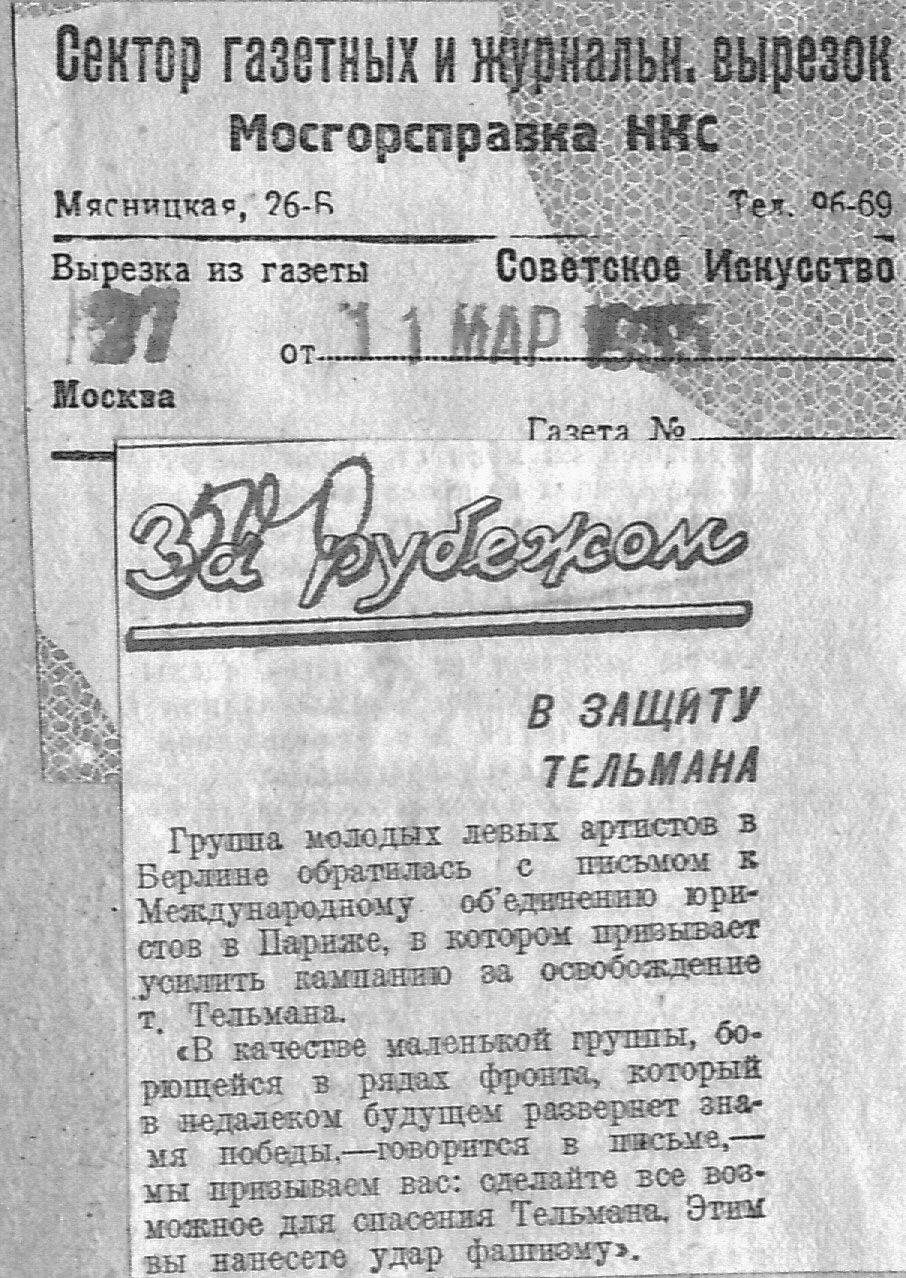 Сектор газетных и журнальн. вырезок
Мосгорсправка НКС
Мясницкая, 26-Б Тел. 96-69
Вырезка из газеты Советское Искусство
от 11 МАР 1935
Москва
Газета №
За рубежом
В ЗАЩИТУ
ТЕЛЬМАНА
Группа молодых левых артистов в
Берлине обратилась с письмом к
Международному об'единению юри-
стов в Париже, в котором призывает
усилить кампанию за освобождение
т. Тельмана.
«В качестве маленькой группы, бо-
рющейся в рядах фронта, который
в недалеком будущем развернет зна-
мя победы,—говорится в письме,—
мы призываем вас: сделайте все воз-
можное для спасения Тельмана. Этим
вы нанесете удар фашизму».